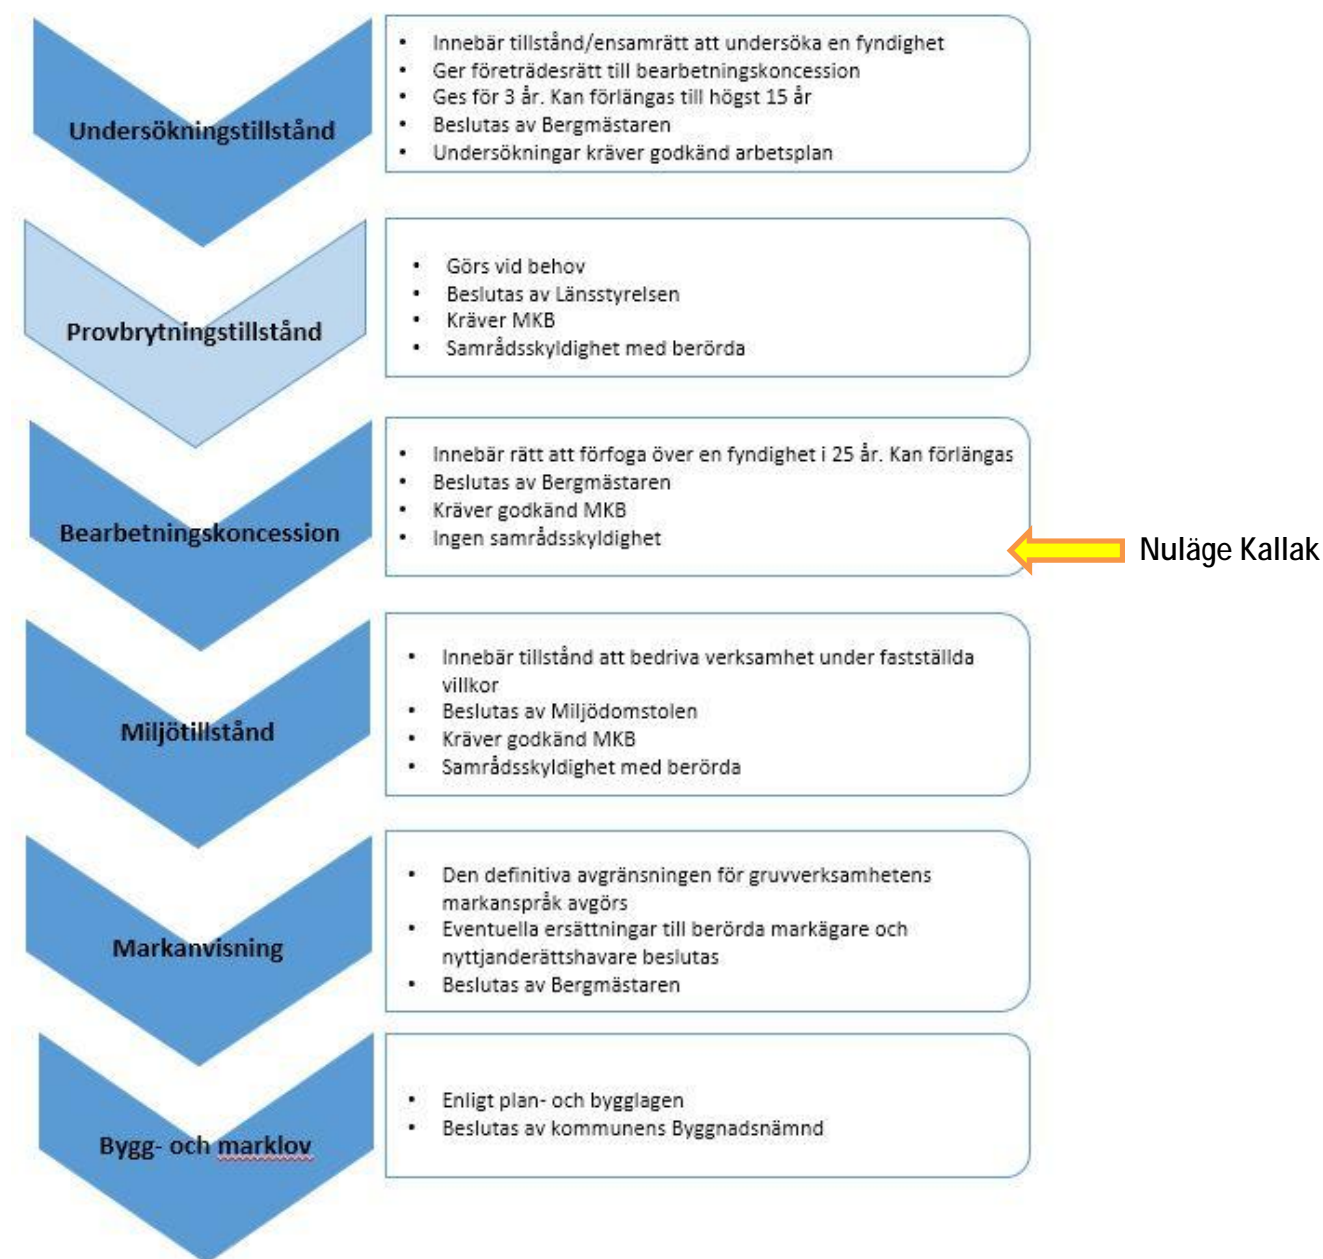 Undersökningstillstånd
• Innebär tillstånd/ensamrätt att undersöka en fyndighet
• Ger företrädesrätt till bearbetningskoncession
• Ges för 3 år. Kan förlängas till högst 15 år
• Beslutas av Bergmästaren
• Undersökningar kräver godkänd arbetsplan
Provbrytningstillstånd
• Görs vid behov
• Beslutas av Länsstyrelsen
• Kräver MKB
• Samrådsskyldighet med berörda
Bearbetningskoncession
• Innebär rätt att förfoga över en fyndighet i 25 år. Kan förlängas
• Beslutas av Bergmästaren
• Kräver godkänd MKB
• Ingen samrådsskyldighet
Nuläge Kallak
Miljötillstånd
• Innebär tillstånd att bedriva verksamhet under fastställda
villkor
• Beslutas av Miljödomstolen
• Kräver godkänd MKB
• Samrådsskyldighet med berörda
Markanvisning
• Den definitiva avgränsningen för gruvverksamhetens
markanspråk avgörs
• Eventuella ersättningar till berörda markägare och
nyttjanderättshavare beslutas
• Beslutas av Bergmästaren
Bygg- och marklov
• Enligt plan- och bygglagen
• Beslutas av kommunens Byggnadsnämnd